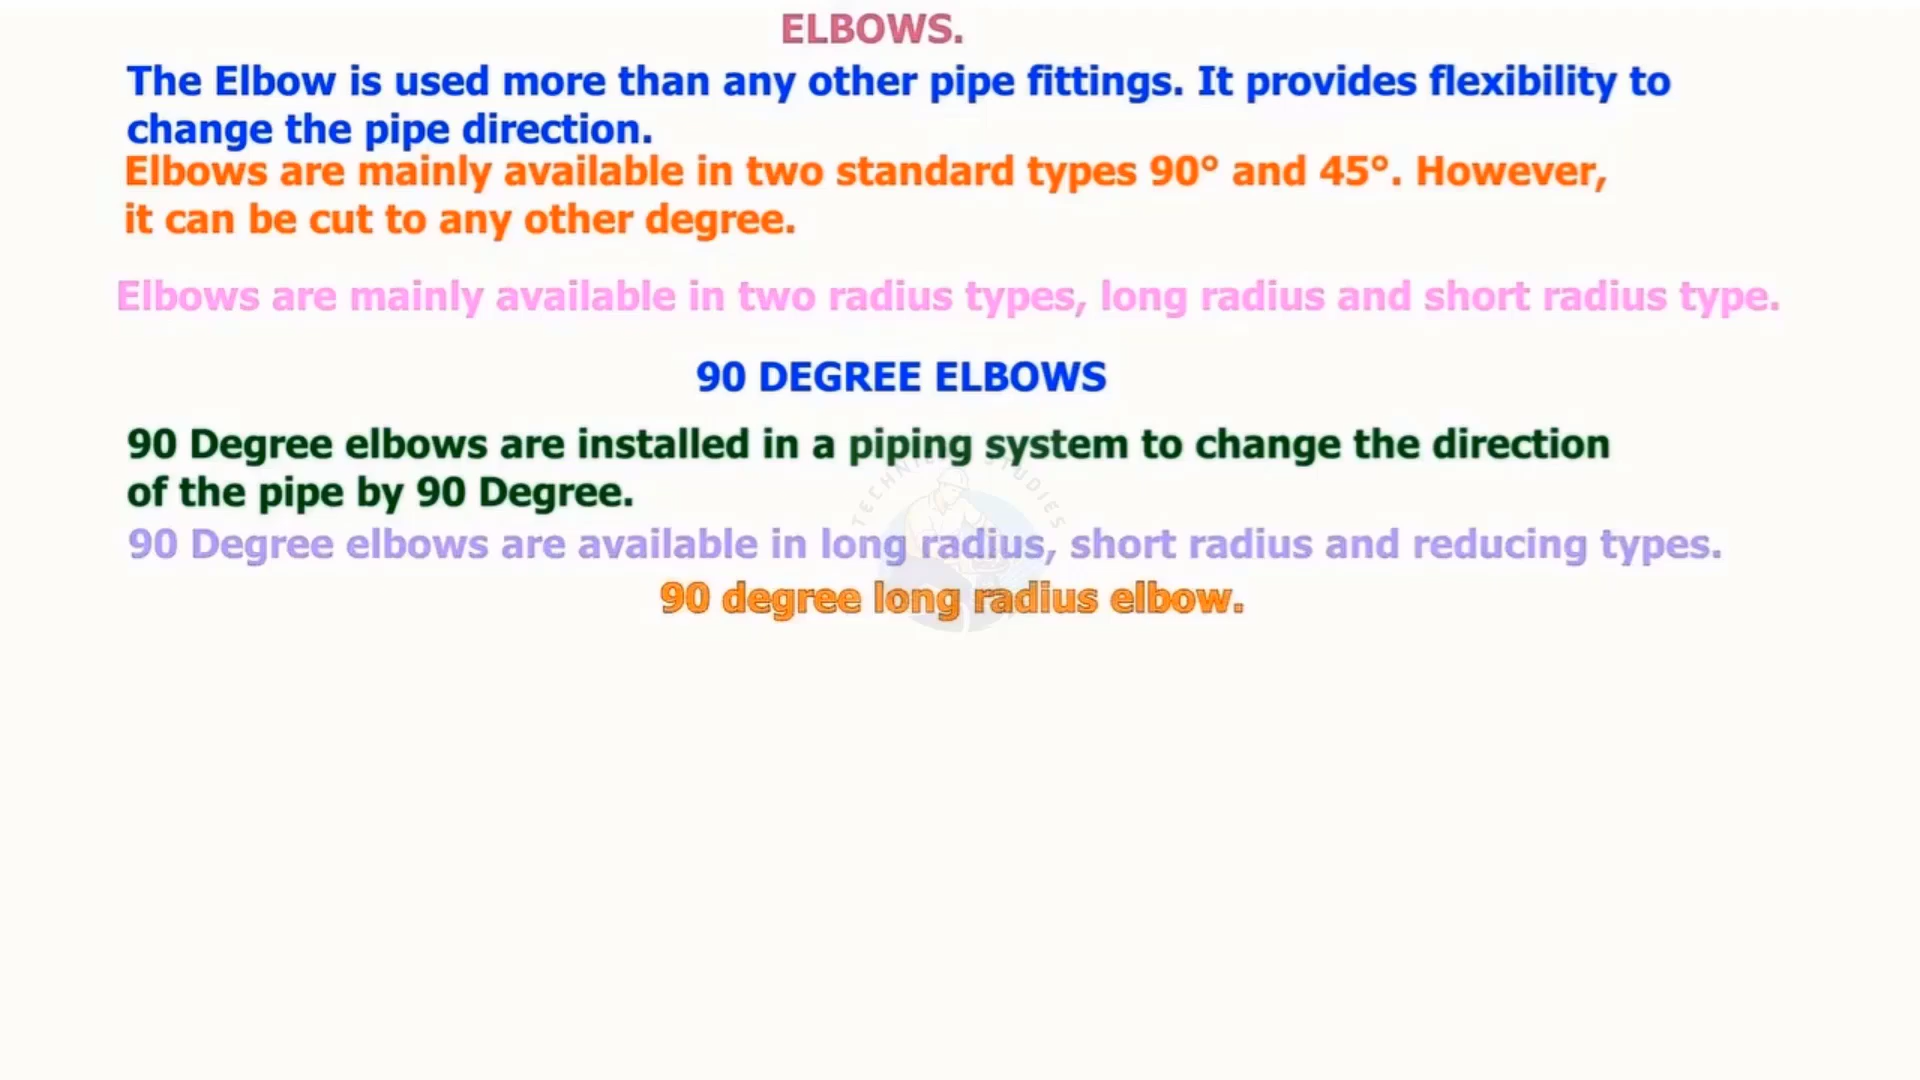 ELBOWS.
The Elbow is used more than any other pipe fittings. It provides flexibility to
change the pipe direction.
Elbows are mainly available in two standard types 90° and 45°. However,
it can be cut to any other degree.
Elbows are mainly available in two radius types, long radius and short radius type.
90 DEGREE ELBOWS
90 Degree elbows are installed in a piping system to change the direction
of the pipe by 90 Degree.
90 Degree elbows are available in long radius, short radius and reducing types.
90 degree long radius elbow.